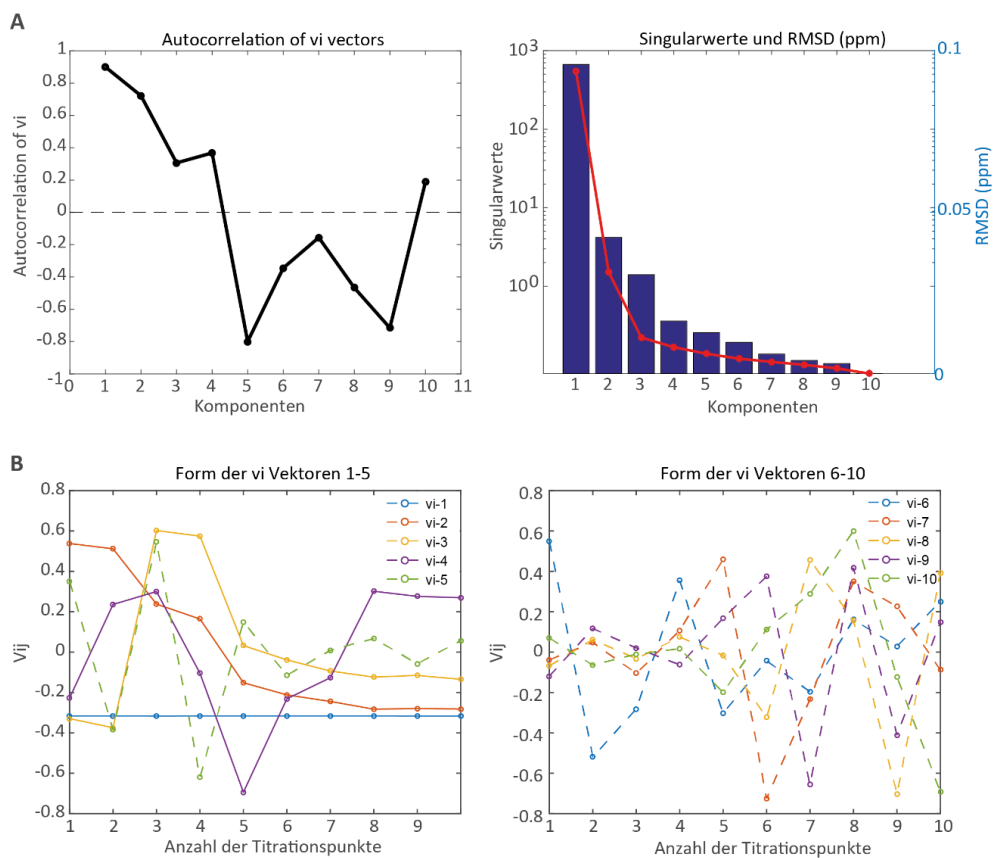 A
Autocorrelation of vi vectors
Autocorrelation of vi
1
0.8
0.6
0.4
0.2
0
-0.2
-0.4
-0.6
-0.8
-1
0 1 2 3 4 5 6 7 8 9 10 11
Komponenten
Singularwerte und RMSD (ppm)
Singularwerte
10³
10²
10¹
10⁰
0.1
0.05
0
RMSD (ppm)
1 2 3 4 5 6 7 8 9 10
Komponenten
B
Form der vi Vektoren 1-5
Vij
0.8
0.6
0.4
0.2
0
-0.2
-0.4
-0.6
-0.8
vi-1
vi-2
vi-3
vi-4
vi-5
1 2 3 4 5 6 7 8 9
Anzahl der Titrationspunkte
Form der vi Vektoren 6-10
Vij
0.8
0.6
0.4
0.2
0
-0.2
-0.4
-0.6
-0.8
vi-6
vi-7
vi-8
vi-9
vi-10
1 2 3 4 5 6 7 8 9 10
Anzahl der Titrationspunkte